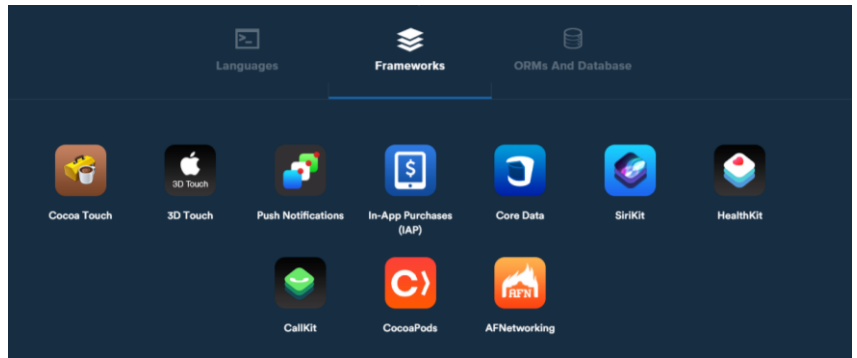 >_
Languages
Frameworks
ORMs And Database
3D Touch
$
AFN
Cocoa Touch
3D Touch
Push Notifications
In-App Purchases
(IAP)
Core Data
SiriKit
HealthKit
CallKit
CocoaPods
AFNetworking